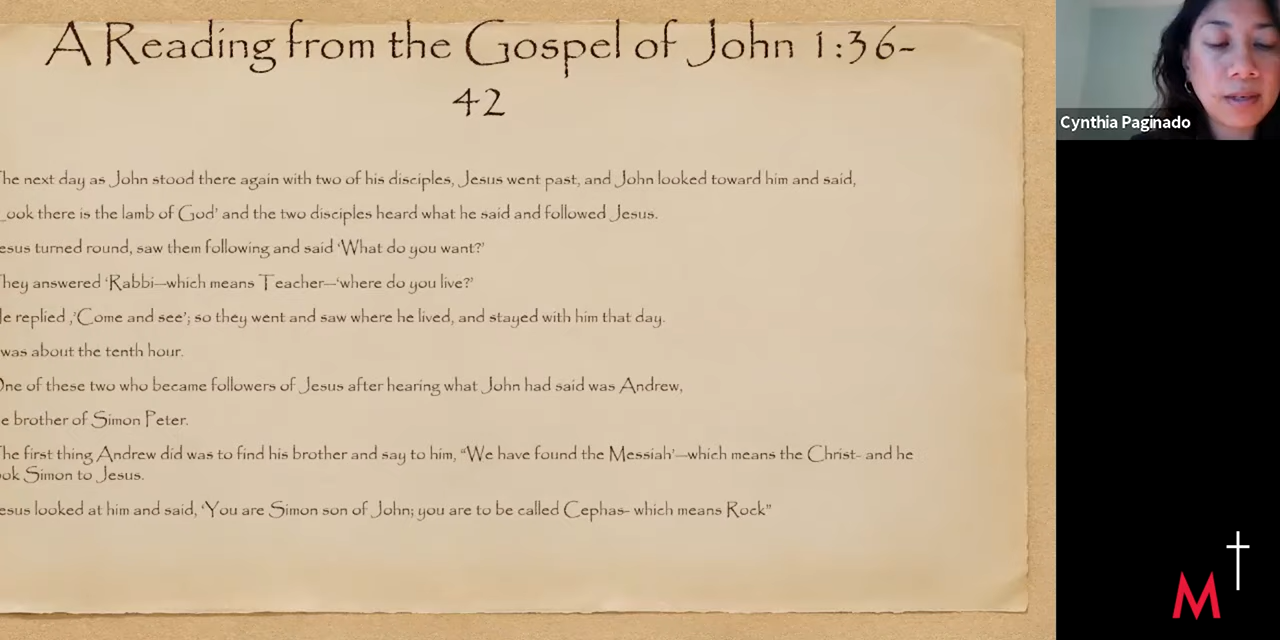 A Reading from the Gospel of John 1:36-
42
he next day as John stood there again with two of his disciples, Jesus went past, and John looked toward him and said,
ook there is the lamb of God' and the two disciples heard what he said and followed Jesus.
esus turned round, saw them following and said 'What do you want?'
hey answered 'Rabbi—which means Teacher—'where do you live?'
e replied ,'Come and see'; so they went and saw where he lived, and stayed with him that day.
was about the tenth hour.
One of these two who became followers of Jesus after hearing what John had said was Andrew,
e brother of Simon Peter.
he first thing Andrew did was to find his brother and say to him, "We have found the Messiah'—which means the Christ- and he
ok Simon to Jesus.
esus looked at him and said, 'You are Simon son of John; you are to be called Cephas- which means Rock"
Cynthia Paginado
M